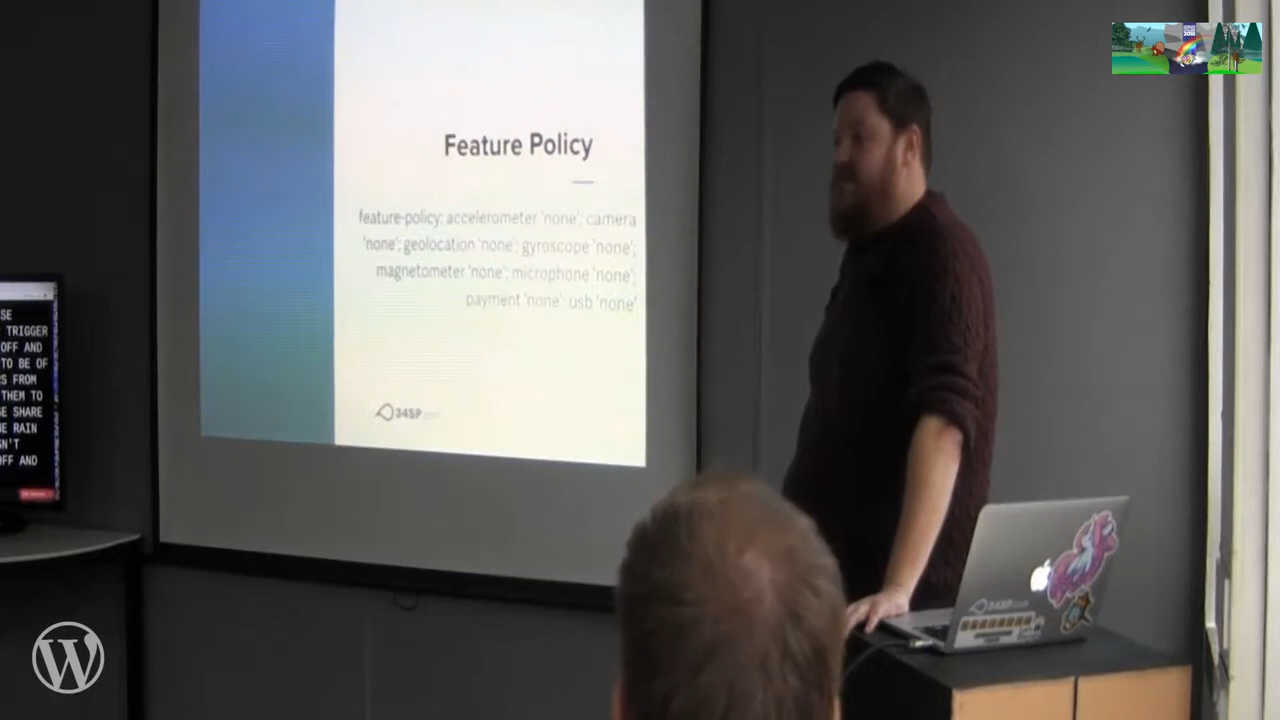 Feature Policy
feature-policy: accelerometer 'none'; camera
'none'; geolocation 'none'; gyroscope 'none';
magnetometer 'none'; microphone 'none';
payment 'none' usb 'none'
34SP
SE
TRIGGER
OFF AND
TO BE OF
S FROM
THEM TO
E SHARE
E RAIN
N'T
OFF AND
34SP
W